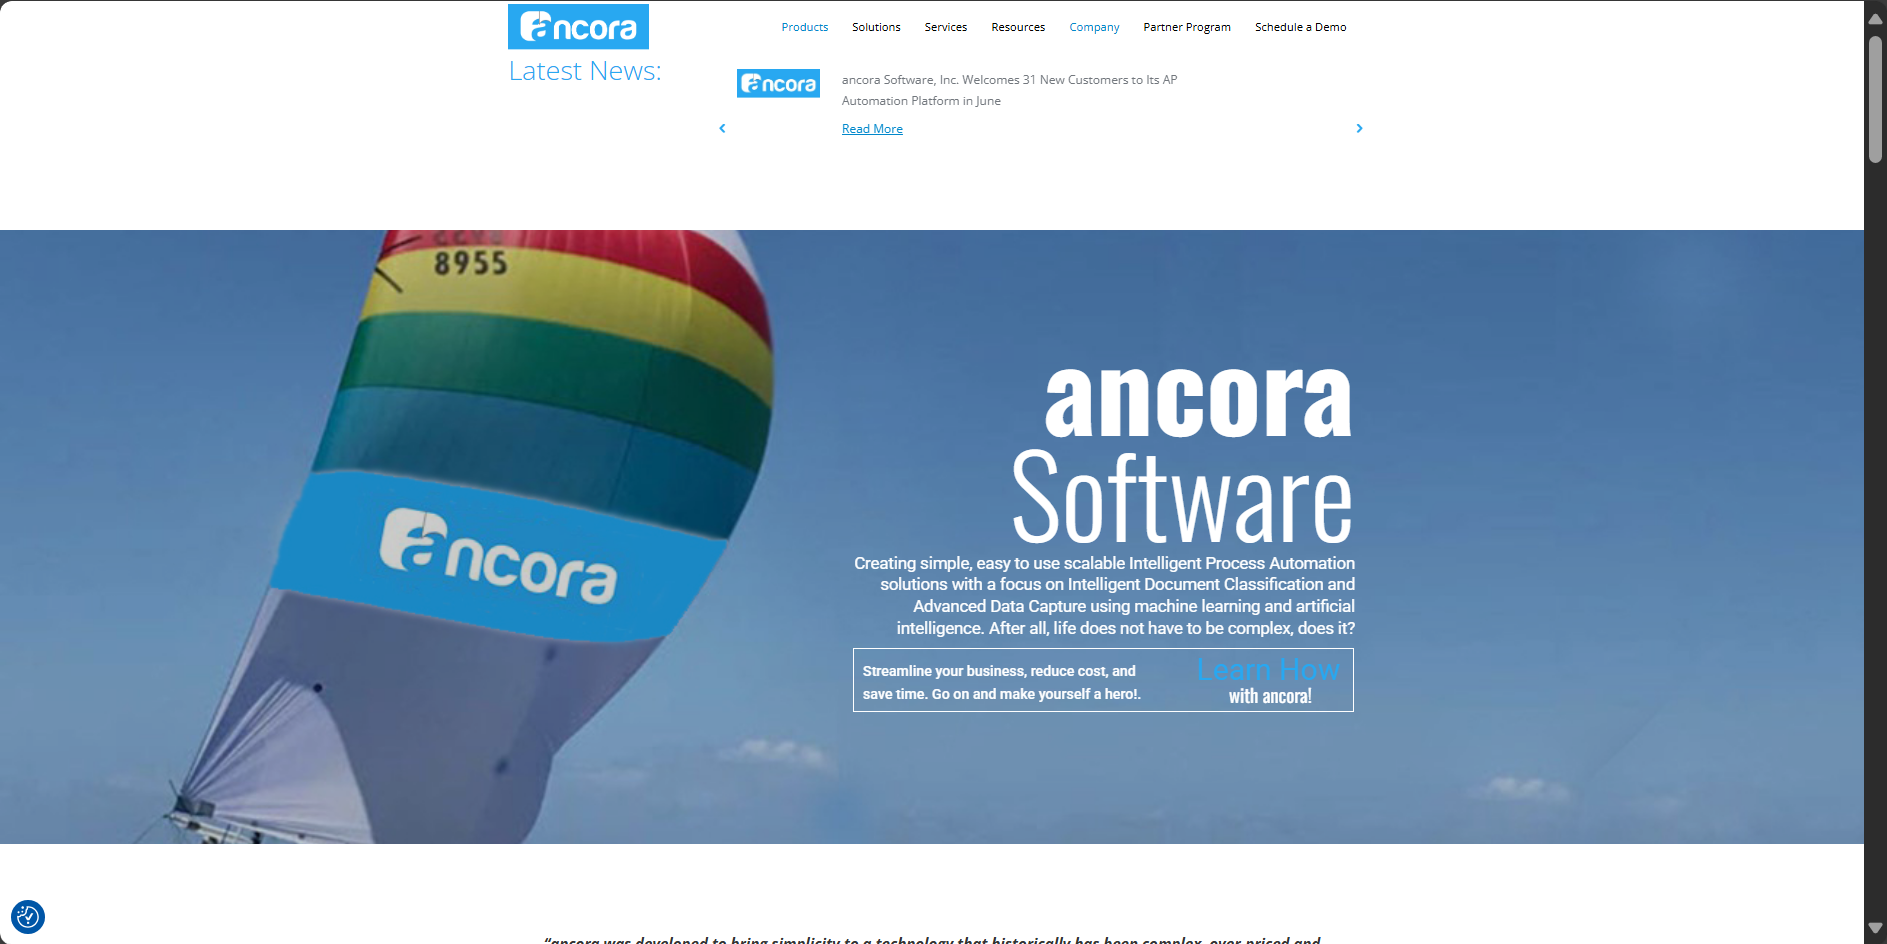 ancora
Products Solutions Services Resources Company Partner Program Schedule a Demo
Latest News:
ancora
ancora Software, Inc. Welcomes 31 New Customers to Its AP
Automation Platform in June
Read More
8955
ancora
ancora
Software
Creating simple, easy to use scalable Intelligent Process Automation
solutions with a focus on Intelligent Document Classification and
Advanced Data Capture using machine learning and artificial
intelligence. After all, life does not have to be complex, does it?
Streamline your business, reduce cost, and
save time. Go on and make yourself a hero!.
Learn How
with ancora!
“ancora was developed to bring simplicity to a technology that historically has been complex, over-priced and